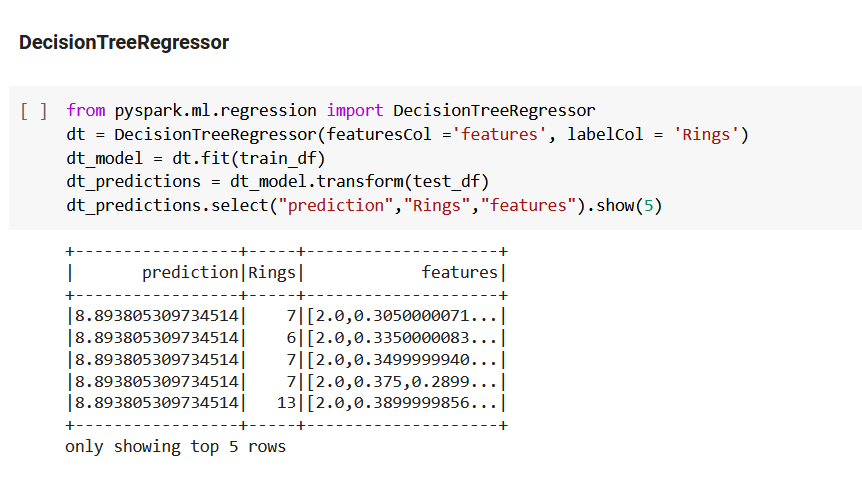 DecisionTreeRegressor
[ ] from pyspark.ml.regression import DecisionTreeRegressor
dt = DecisionTreeRegressor(featuresCol ='features', labelCol = 'Rings')
dt_model = dt.fit(train_df)
dt_predictions = dt_model.transform(test_df)
dt_predictions.select("prediction","Rings","features").show(5)
+-----------------+-----+--------------------+
|       prediction|Rings|            features|
+-----------------+-----+--------------------+
|8.893805309734514|    7|[2.0,0.3050000071...|
|8.893805309734514|    6|[2.0,0.3350000083...|
|8.893805309734514|    7|[2.0,0.3499999940...|
|8.893805309734514|    7|[2.0,0.375,0.2899...|
|8.893805309734514|   13|[2.0,0.3899999856...|
+-----------------+-----+--------------------+
only showing top 5 rows